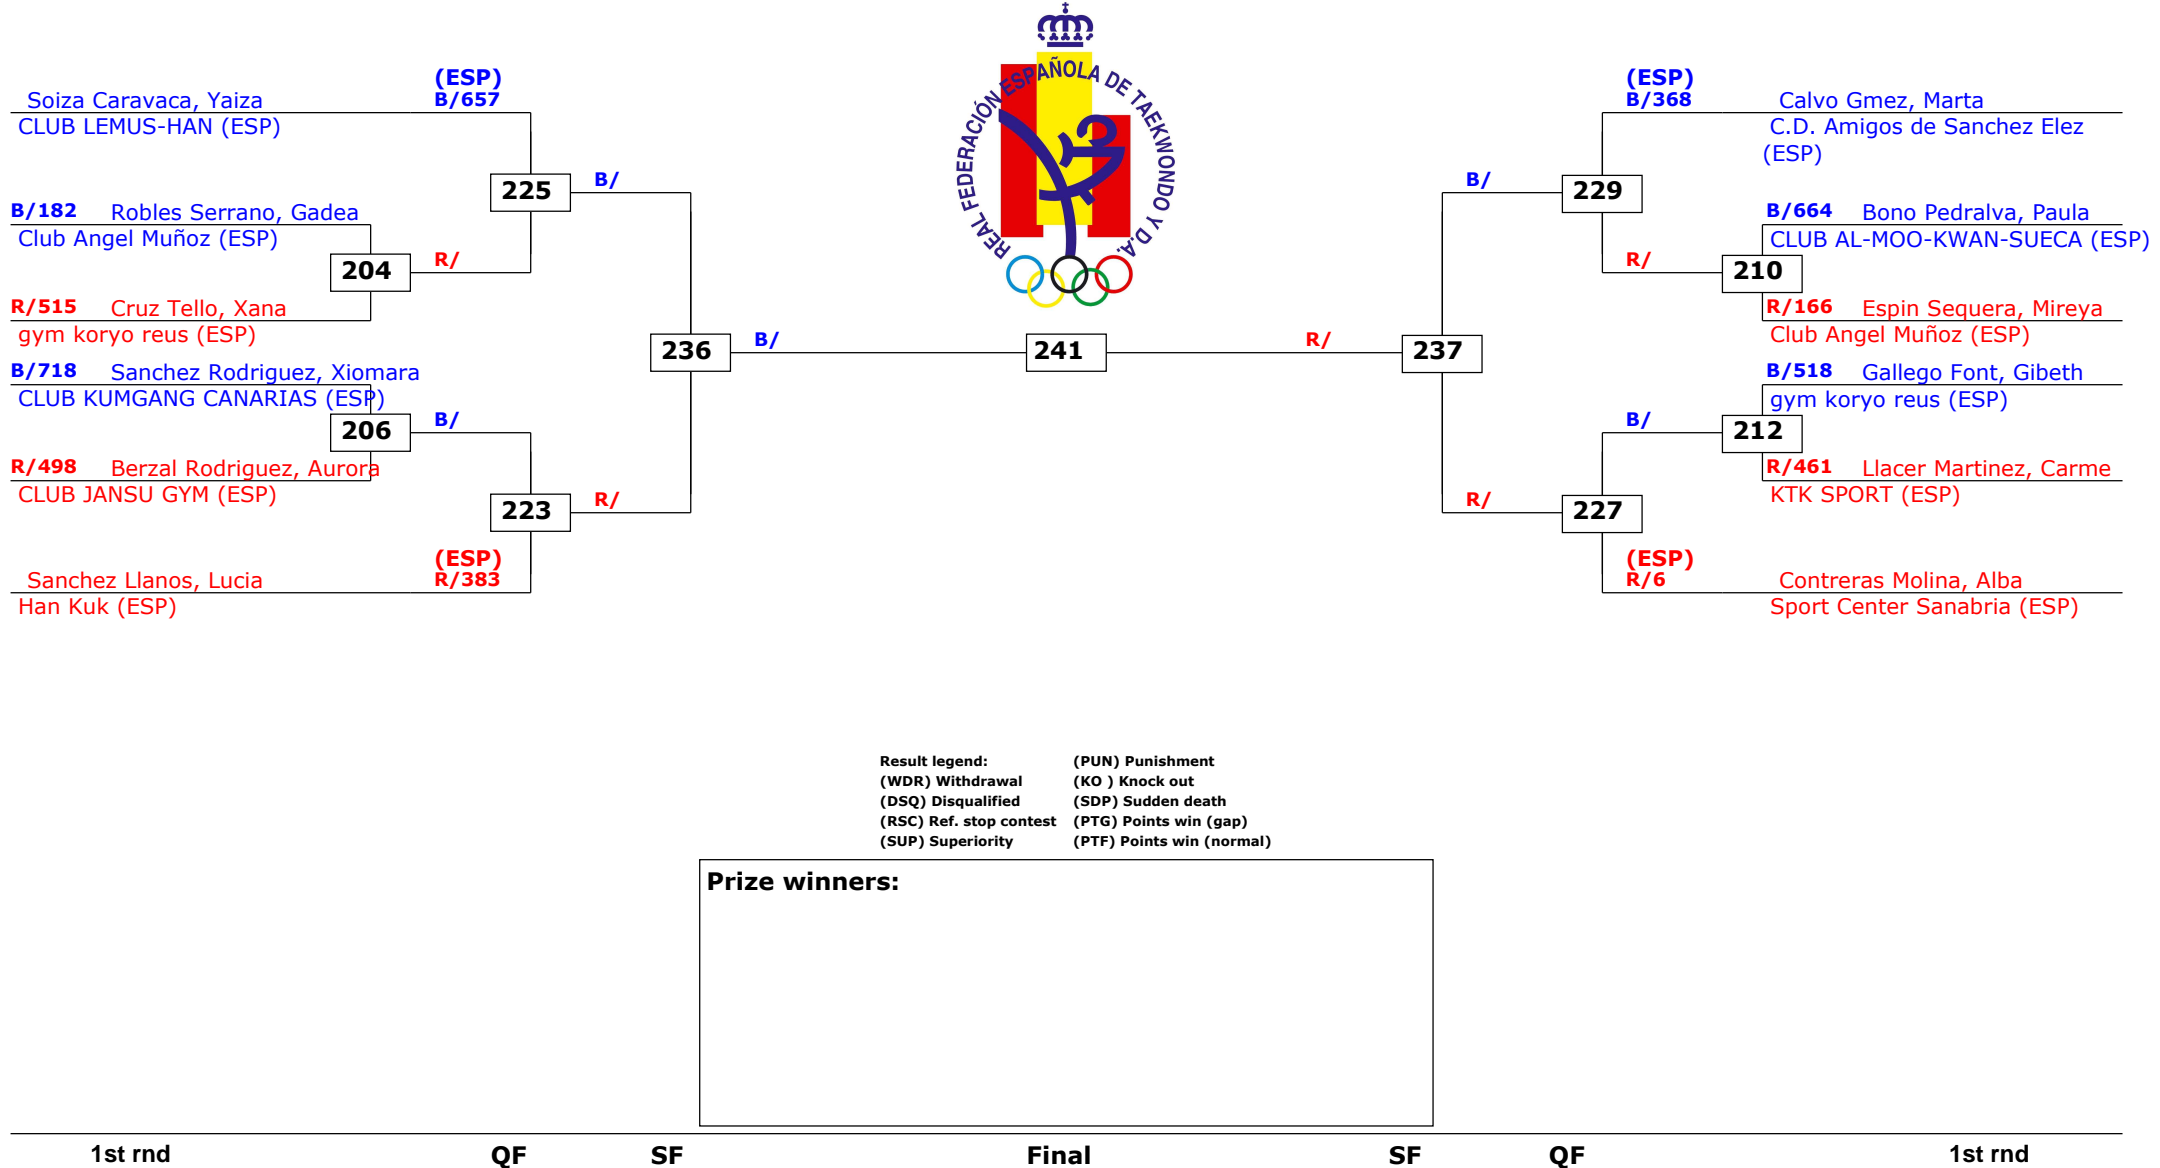 REAL FEDERACIÓN ESPAÑOLA DE TAEKWONDO Y D.A.
(ESP)
Soiza Caravaca, Yaiza B/657
CLUB LEMUS-HAN (ESP)
225
B/
B/182 Robles Serrano, Gadea
Club Angel Muñoz (ESP)
204
R/
R/515 Cruz Tello, Xana
gym koryo reus (ESP)
236
B/
B/718 Sanchez Rodriguez, Xiomara
CLUB KUMGANG CANARIAS (ESP)
206
B/
R/498 Berzal Rodriguez, Aurora
CLUB JANSU GYM (ESP)
223
R/
(ESP)
Sanchez Llanos, Lucia R/383
Han Kuk (ESP)
241
(ESP)
B/368 Calvo Gmez, Marta
C.D. Amigos de Sanchez Elez
(ESP)
B/
229
B/664 Bono Pedralva, Paula
CLUB AL-MOO-KWAN-SUECA (ESP)
R/
210
R/166 Espin Sequera, Mireya
Club Angel Muñoz (ESP)
R/
237
B/518 Gallego Font, Gibeth
gym koryo reus (ESP)
B/
212
R/461 Llacer Martinez, Carme
KTK SPORT (ESP)
R/
227
(ESP)
R/6 Contreras Molina, Alba
Sport Center Sanabria (ESP)
Result legend: (PUN) Punishment
(WDR) Withdrawal (KO ) Knock out
(DSQ) Disqualified (SDP) Sudden death
(RSC) Ref. stop contest (PTG) Points win (gap)
(SUP) Superiority (PTF) Points win (normal)
Prize winners:
1st rnd QF SF Final SF QF 1st rnd